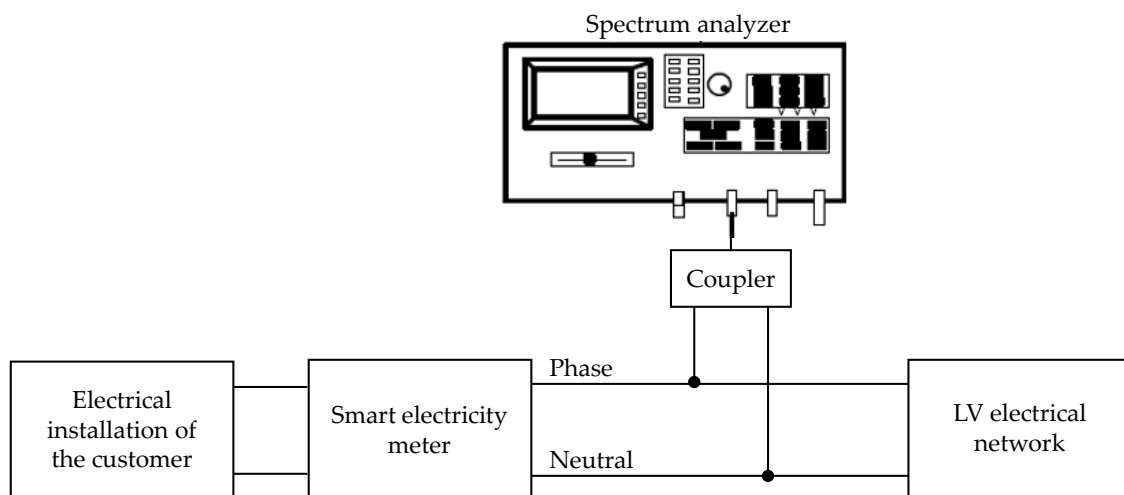 Spectrum analyzer
Coupler
Phase
Electrical
installation of
the customer
Smart electricity
meter
LV electrical
network
Neutral